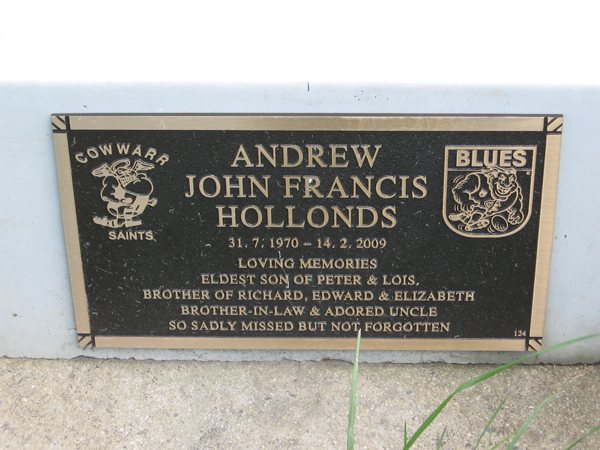 COWWARR
SAINTS
ANDREW
JOHN FRANCIS
HOLLONDS
31. 7. 1970 – 14. 2. 2009
LOVING MEMORIES
ELDEST SON OF PETER & LOIS,
BROTHER OF RICHARD, EDWARD & ELIZABETH
BROTHER-IN-LAW & ADORED UNCLE
SO SADLY MISSED BUT NOT FORGOTTEN
BLUES
124